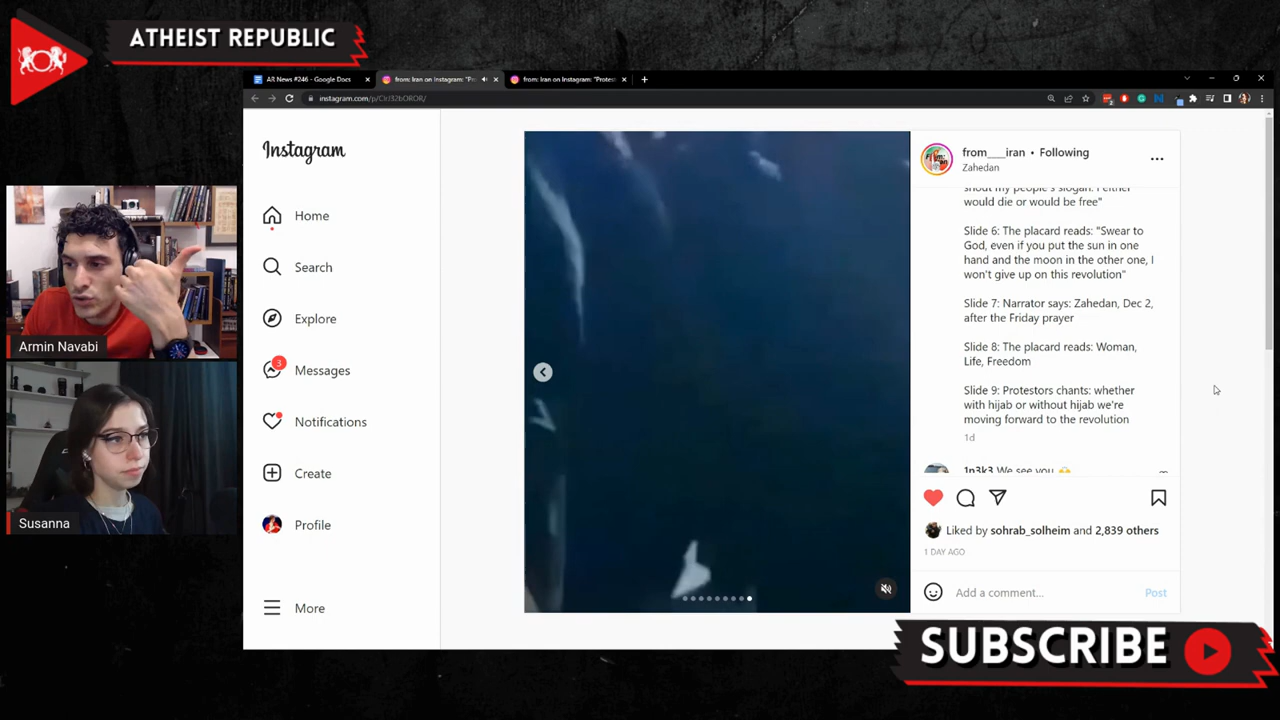 ATHEIST REPUBLIC
AR News #246 - Google Docs
from: Iran on Instagram: "Pr
from: Iran on Instagram: "Protes
Instagram
from___iran • Following
Zahedan
shout my people's slogan. I either
would die or would be free"
Slide 6: The placard reads: "Swear to
God, even if you put the sun in one
hand and the moon in the other one, I
won't give up on this revolution"
Slide 7: Narrator says: Zahedan, Dec 2,
after the Friday prayer
Slide 8: The placard reads: Woman,
Life, Freedom
Slide 9: Protestors chants: whether
with hijab or without hijab we're
moving forward to the revolution
1d
1n3k3 We see you
Home
Search
Explore
3
Messages
Notifications
Create
Profile
More
Liked by sohrab_solheim and 2,839 others
1 DAY AGO
Add a comment...
Post
Armin Navabi
Susanna
SUBSCRIBE